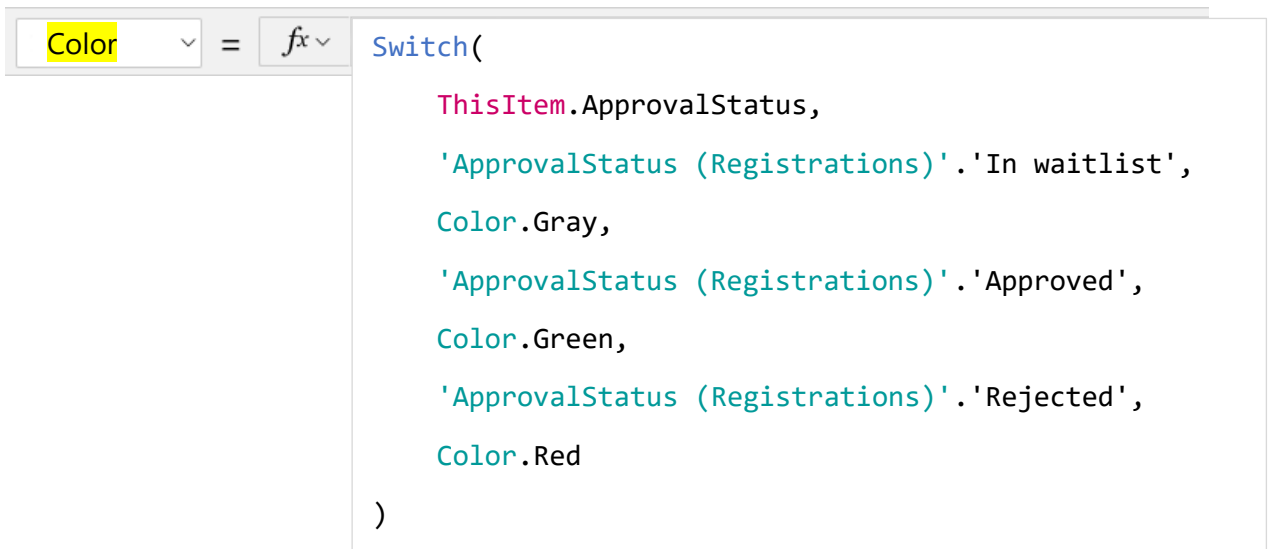 Color = fx Switch(
ThisItem.ApprovalStatus,
'ApprovalStatus (Registrations)'.'In waitlist',
Color.Gray,
'ApprovalStatus (Registrations)'.'Approved',
Color.Green,
'ApprovalStatus (Registrations)'.'Rejected',
Color.Red
)